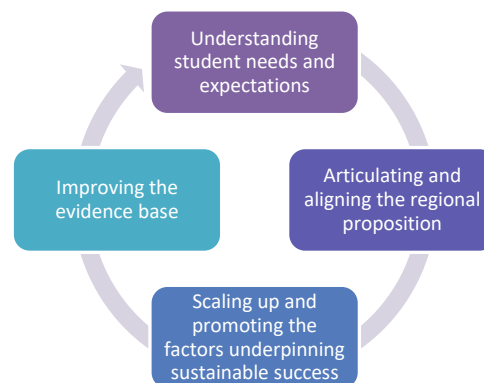 Understanding
student needs and
expectations
Articulating and
aligning the regional
proposition
Scaling up and
promoting the
factors underpinning
sustainable success
Improving the
evidence base